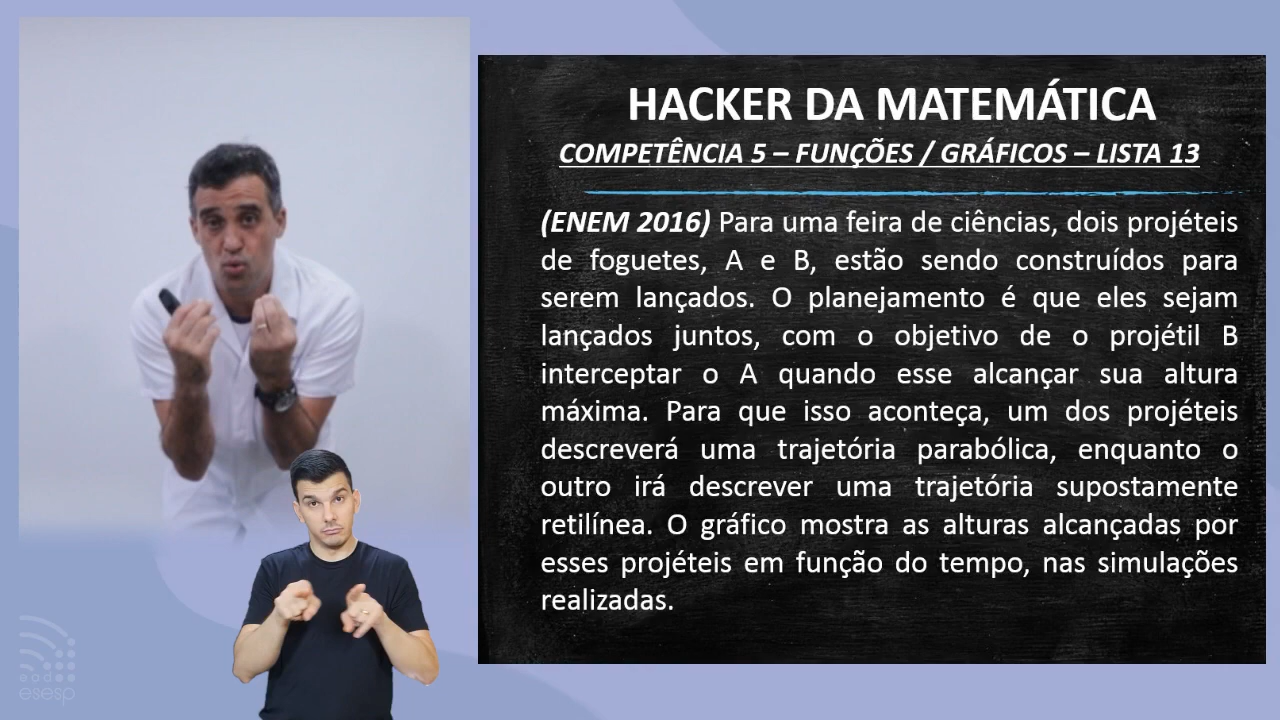 HACKER DA MATEMÁTICA
COMPETÊNCIA 5 – FUNÇÕES / GRÁFICOS – LISTA 13
(ENEM 2016) Para uma feira de ciências, dois projéteis
de foguetes, A e B, estão sendo construídos para
serem lançados. O planejamento é que eles sejam
lançados juntos, com o objetivo de o projétil B
interceptar o A quando esse alcançar sua altura
máxima. Para que isso aconteça, um dos projéteis
descreverá uma trajetória parabólica, enquanto o
outro irá descrever uma trajetória supostamente
retilínea. O gráfico mostra as alturas alcançadas por
esses projéteis em função do tempo, nas simulações
realizadas.
ead
esesp